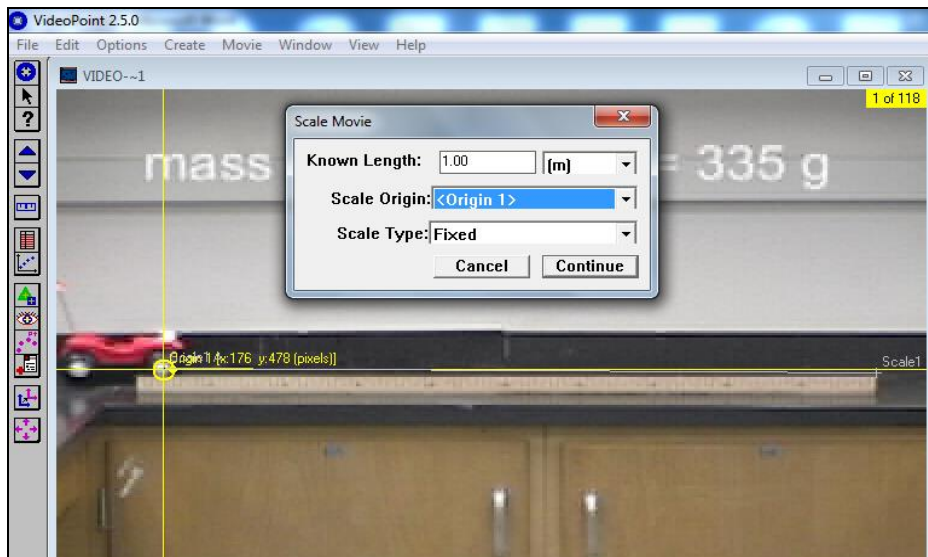 VideoPoint 2.5.0
File Edit Options Create Movie Window View Help
VIDEO-~1
1 of 118
Scale Movie
mass = 335 g
Known Length: 1.00 (m)
Scale Origin: <Origin 1>
Scale Type: Fixed
Cancel Continue
[x:176 y:478 (pixels)]
Scale1